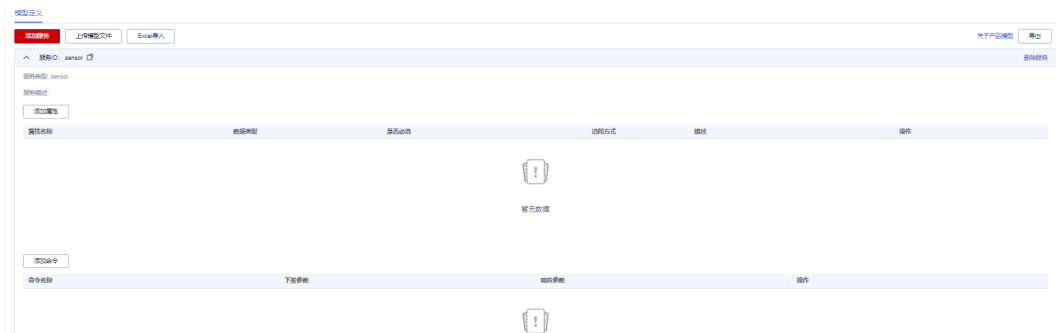 模型定义
添加服务 上传模型文件 Excel导入 关于产品模型 导出
服务ID: sensor 删除服务
服务类型: sensor
服务描述:
添加属性
属性名称 数据类型 是否必选 访问方式 描述 操作
暂无数据
添加命令
命令名称 下发参数 响应参数 操作